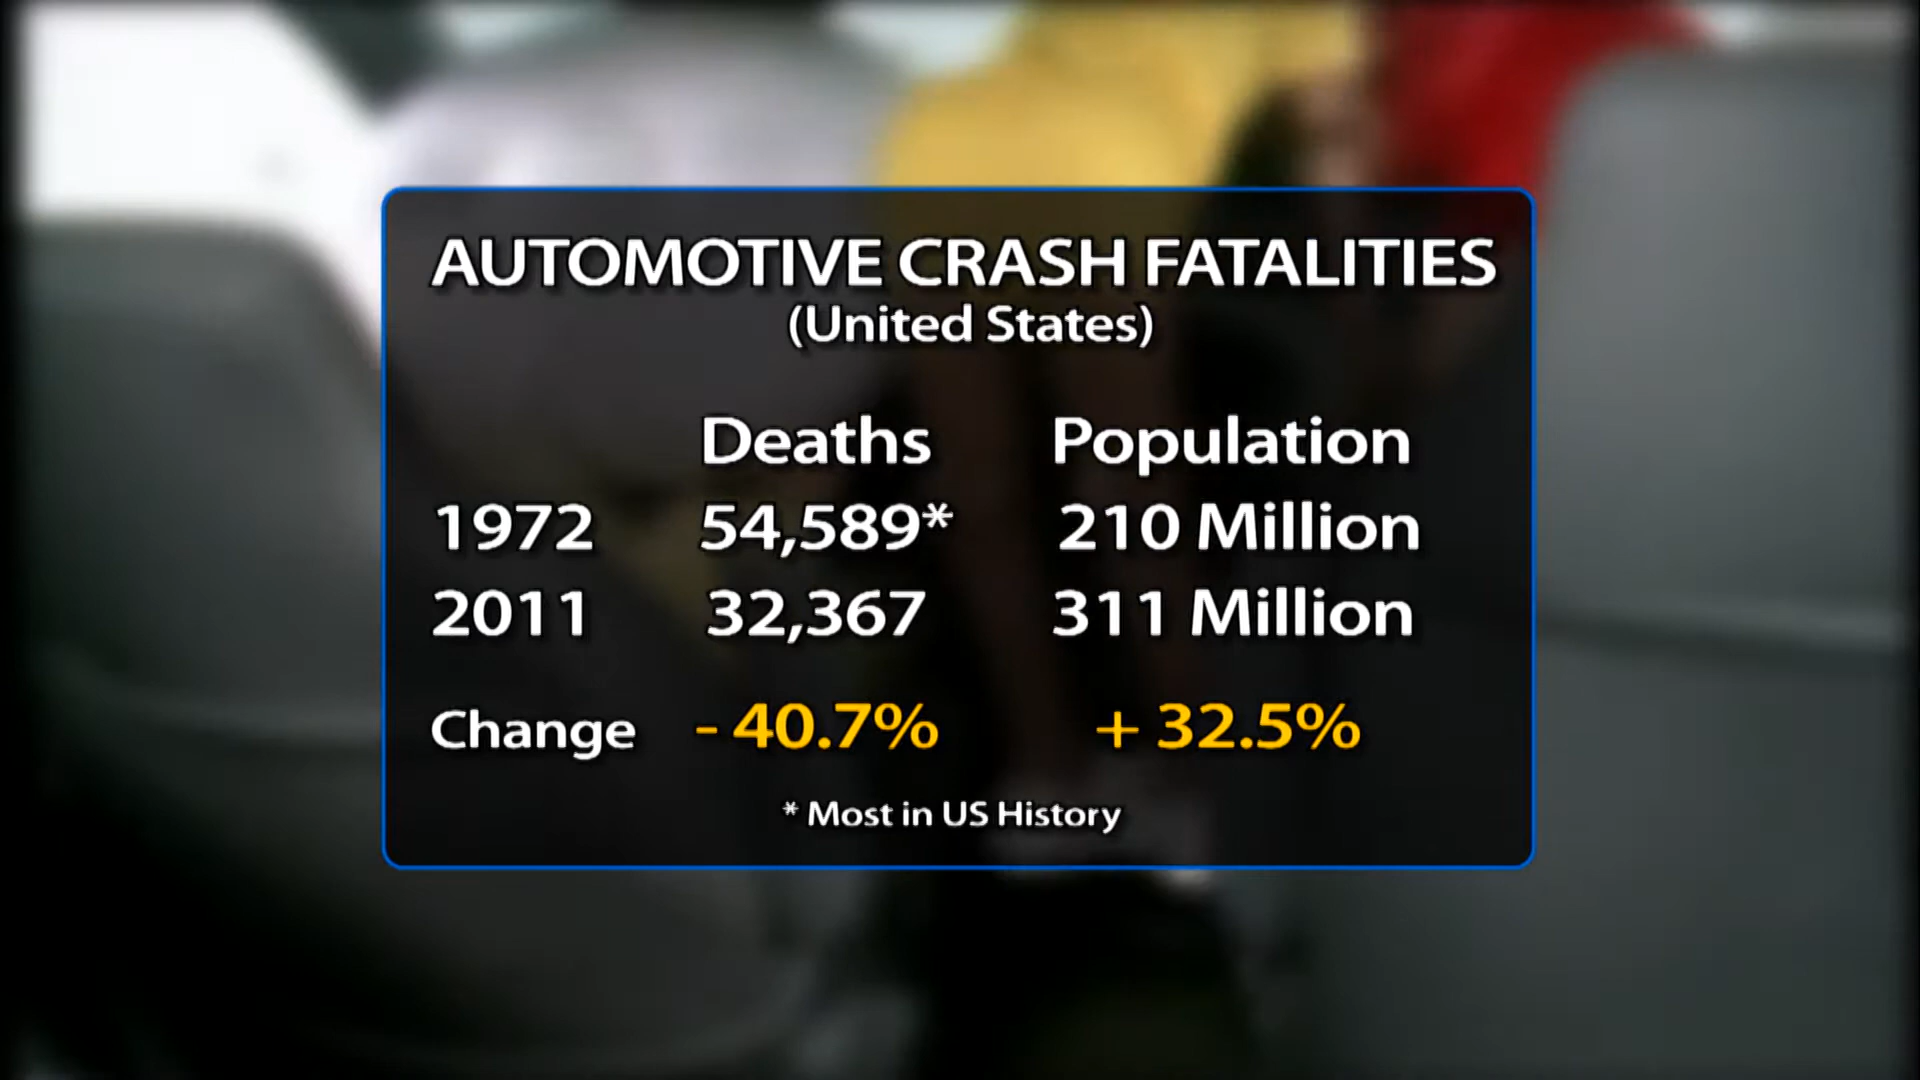 AUTOMOTIVE CRASH FATALITIES
(United States)
Deaths Population
1972 54,589* 210 Million
2011 32,367 311 Million
Change - 40.7% + 32.5%
* Most in US History